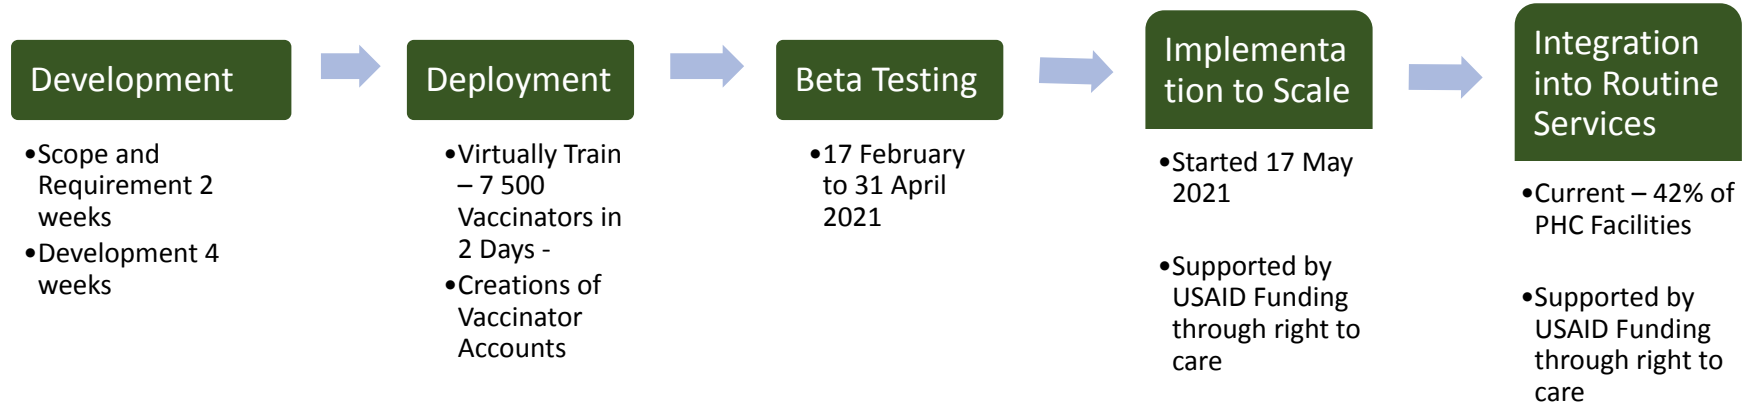 Development
•Scope and
Requirement 2
weeks
•Development 4
weeks
Deployment
•Virtually Train
– 7 500
Vaccinators in
2 Days -
•Creations of
Vaccinator
Accounts
Beta Testing
•17 February
to 31 April
2021
Implementa
tion to Scale
•Started 17 May
2021
•Supported by
USAID Funding
through right to
care
Integration
into Routine
Services
•Current – 42% of
PHC Facilities
•Supported by
USAID Funding
through right to
care